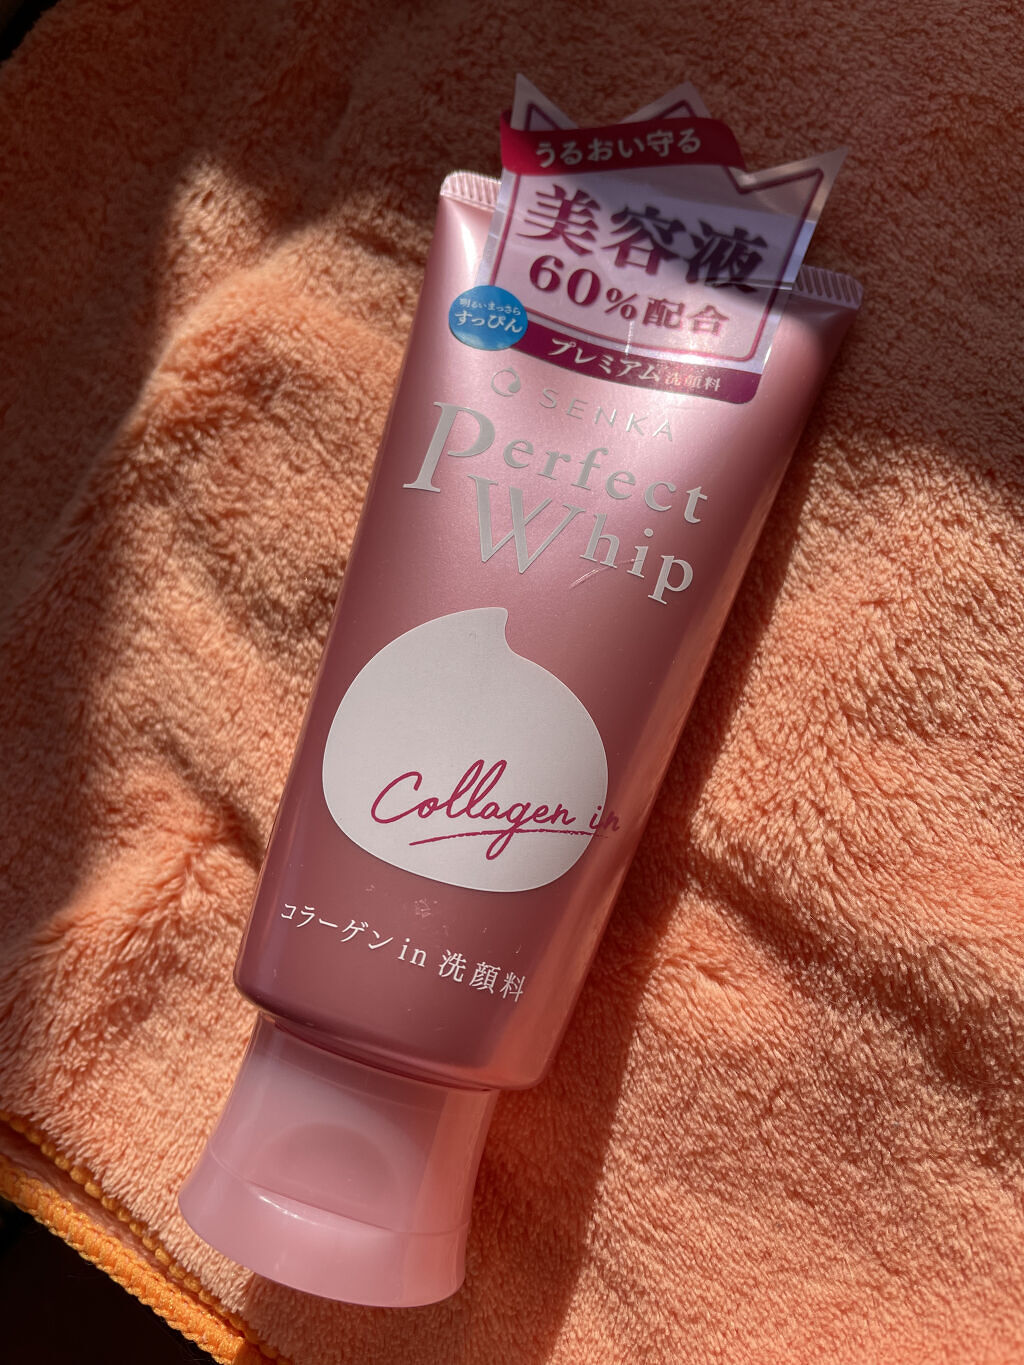 うるおい守る
美容液
60%配合
明るいまっさら
すっぴん
プレミアム洗顔料
SENKA
Perfect
Whip
Collagen in
コラーゲン in 洗顔料